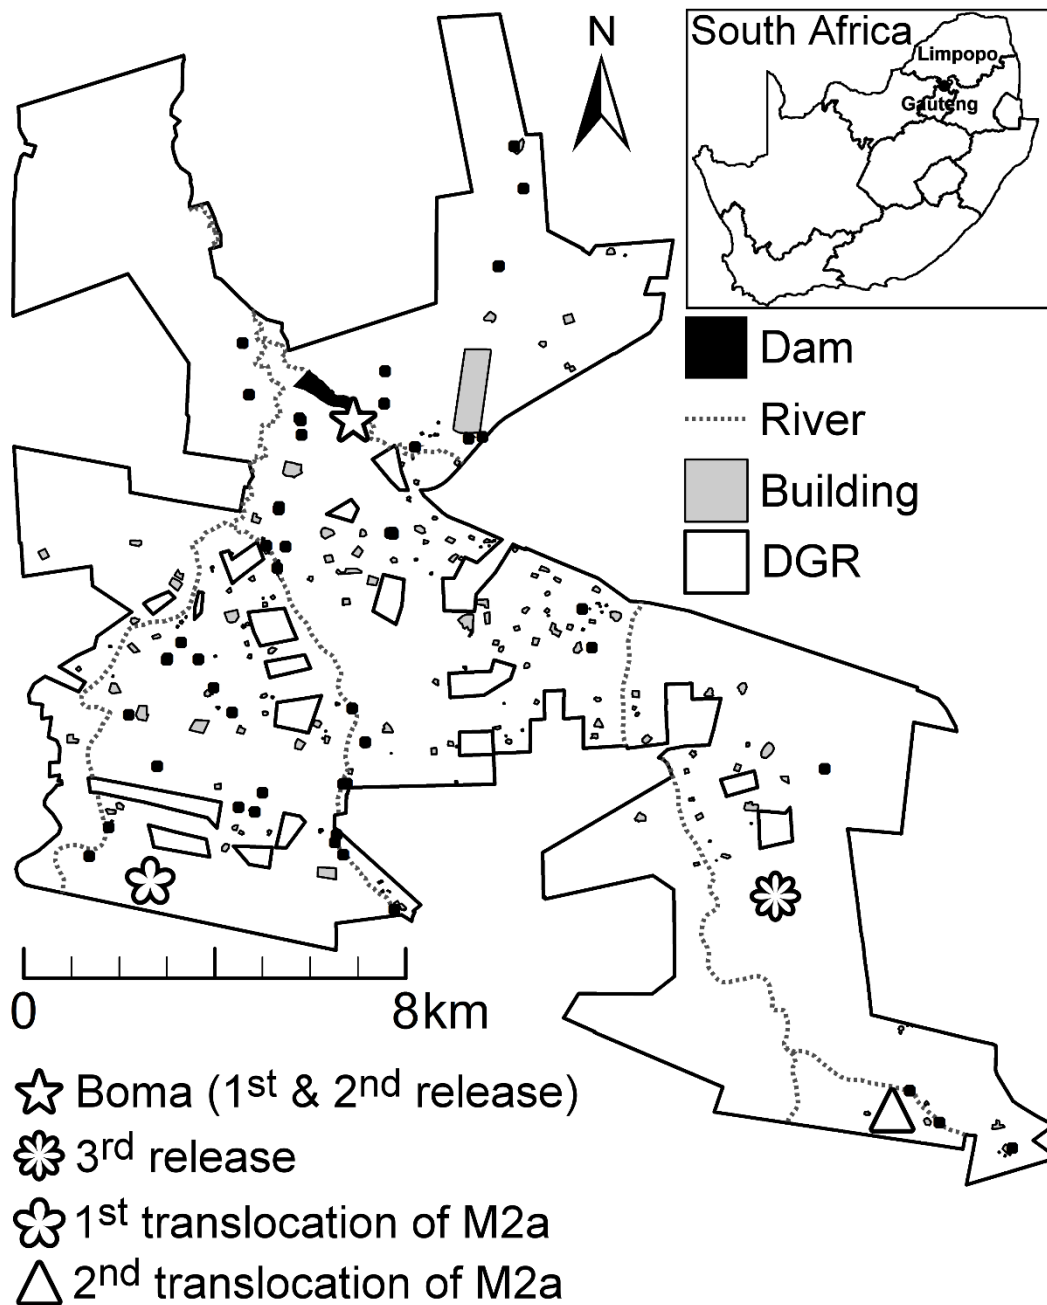 N
South Africa
Limpopo
Gauteng
Dam
River
Building
DGR
0 8km
Boma (1st & 2nd release)
3rd release
1st translocation of M2a
2nd translocation of M2a